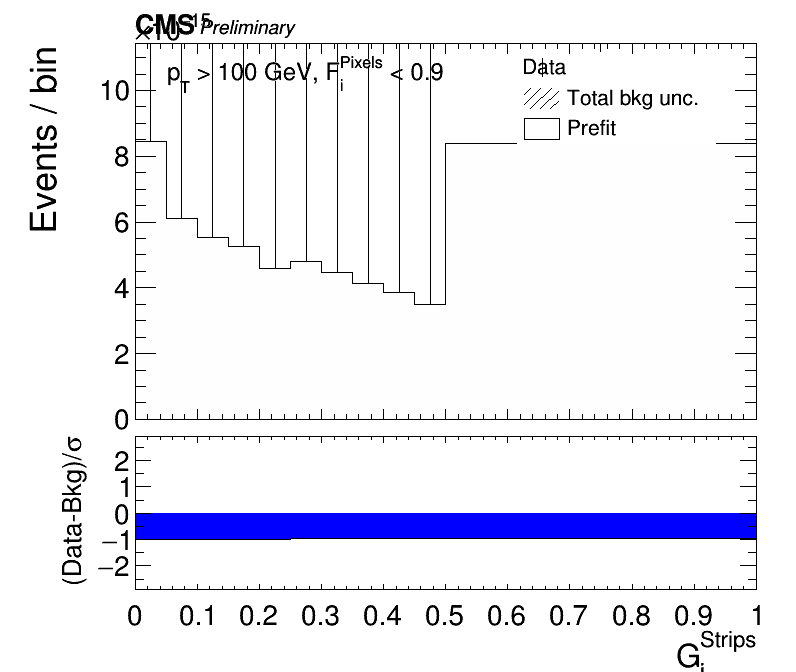 CMS Preliminary
×10^15
p_T > 100 GeV, F_i^Pixels < 0.9
Data
Total bkg unc.
Prefit
Events / bin
10
8
6
4
2
0
(Data-Bkg)/σ
2
1
0
−1
−2
0 0.1 0.2 0.3 0.4 0.5 0.6 0.7 0.8 0.9 1
G_i^Strips